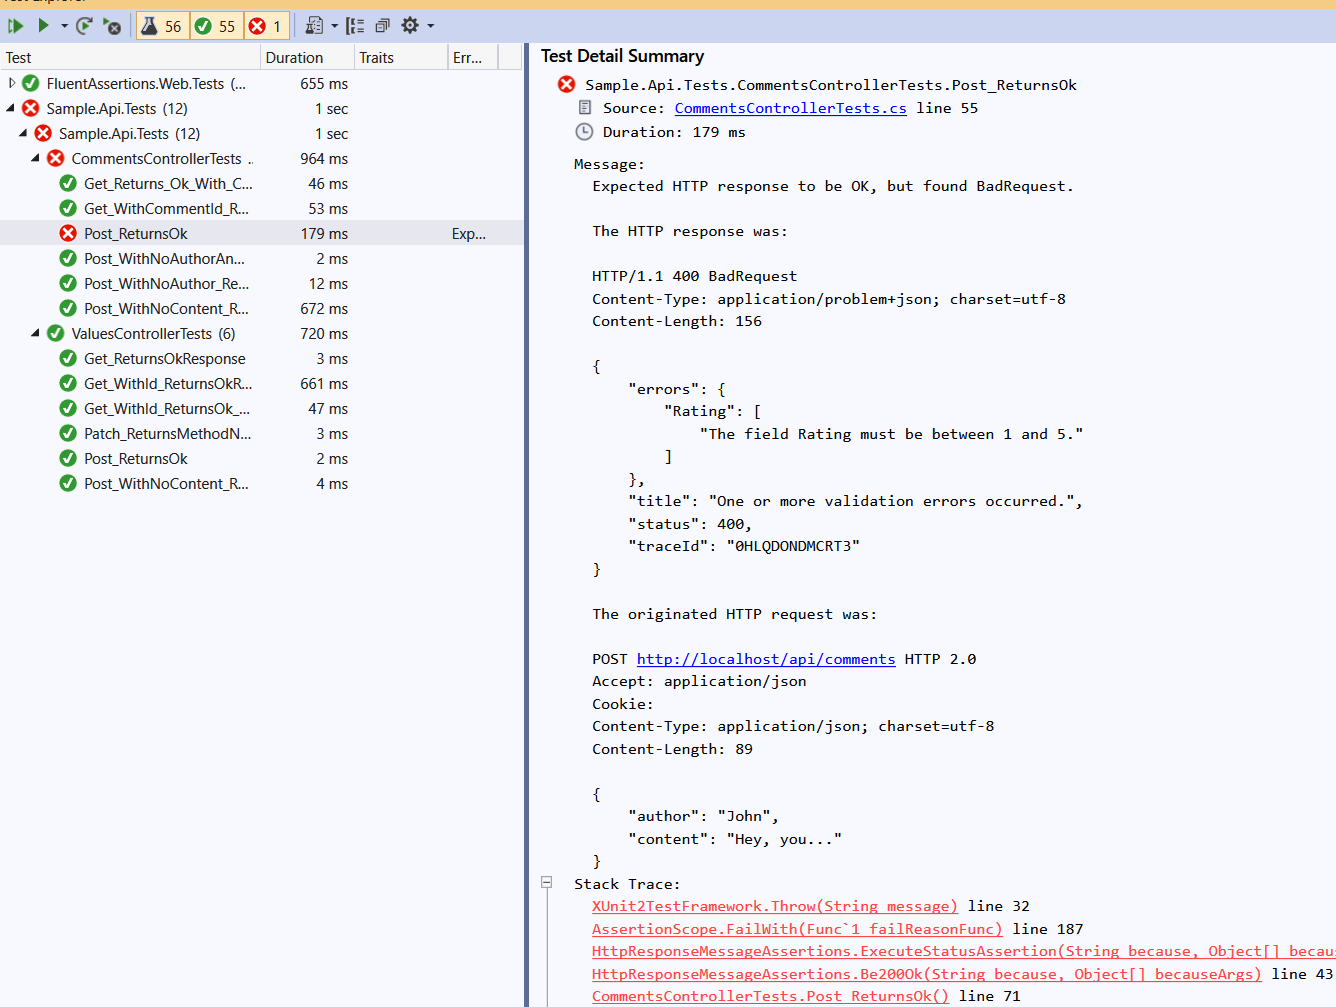 56 55 1
Test Duration Traits Err...
FluentAssertions.Web.Tests (... 655 ms
Sample.Api.Tests (12) 1 sec
Sample.Api.Tests (12) 1 sec
CommentsControllerTests . 964 ms
Get_Returns_Ok_With_C... 46 ms
Get_WithCommentId_R... 53 ms
Post_ReturnsOk 179 ms Exp...
Post_WithNoAuthorAn... 2 ms
Post_WithNoAuthor_Re... 12 ms
Post_WithNoContent_R... 672 ms
ValuesControllerTests (6) 720 ms
Get_ReturnsOkResponse 3 ms
Get_WithId_ReturnsOkR... 661 ms
Get_WithId_ReturnsOk_... 47 ms
Patch_ReturnsMethodN... 3 ms
Post_ReturnsOk 2 ms
Post_WithNoContent_R... 4 ms
Test Detail Summary
Sample.Api.Tests.CommentsControllerTests.Post_ReturnsOk
Source: CommentsControllerTests.cs line 55
Duration: 179 ms
Message:
Expected HTTP response to be OK, but found BadRequest.
The HTTP response was:
HTTP/1.1 400 BadRequest
Content-Type: application/problem+json; charset=utf-8
Content-Length: 156
{
"errors": {
"Rating": [
"The field Rating must be between 1 and 5."
]
},
"title": "One or more validation errors occurred.",
"status": 400,
"traceId": "0HLQDONDMCRT3"
}
The originated HTTP request was:
POST http://localhost/api/comments HTTP 2.0
Accept: application/json
Cookie:
Content-Type: application/json; charset=utf-8
Content-Length: 89
{
"author": "John",
"content": "Hey, you..."
}
Stack Trace:
XUnit2TestFramework.Throw(String message) line 32
AssertionScope.FailWith(Func`1 failReasonFunc) line 187
HttpResponseMessageAssertions.ExecuteStatusAssertion(String because, Object[] becau
HttpResponseMessageAssertions.Be200Ok(String because, Object[] becauseArgs) line 43
CommentsControllerTests.Post_ReturnsOk() line 71